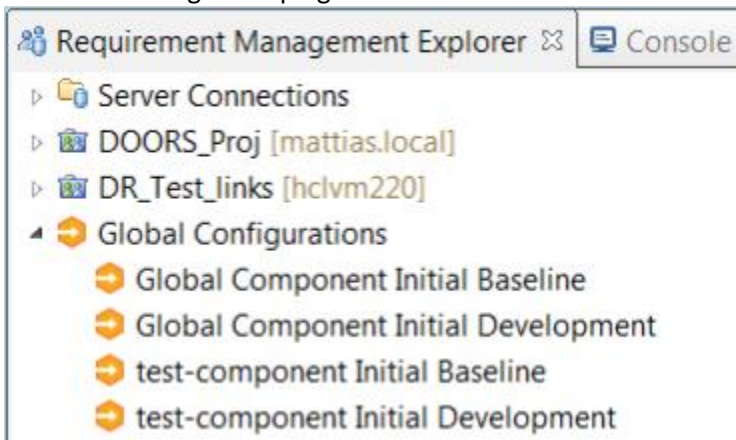 Requirement Management Explorer Console
Server Connections
DOORS_Proj [mattias.local]
DR_Test_links [hclvm220]
Global Configurations
Global Component Initial Baseline
Global Component Initial Development
test-component Initial Baseline
test-component Initial Development